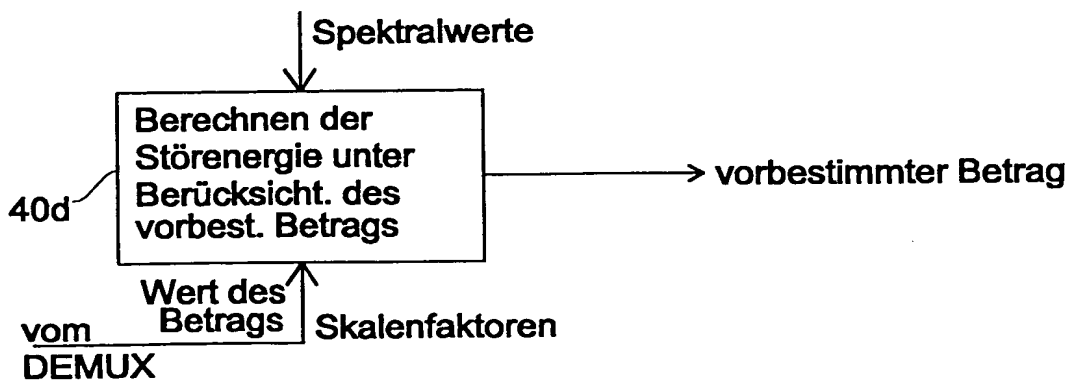 Spektralwerte
Berechnen der
Störenergie unter
Berücksicht. des
vorbest. Betrags
vorbestimmter Betrag
40d
Wert des
Betrags
Skalenfaktoren
vom
DEMUX